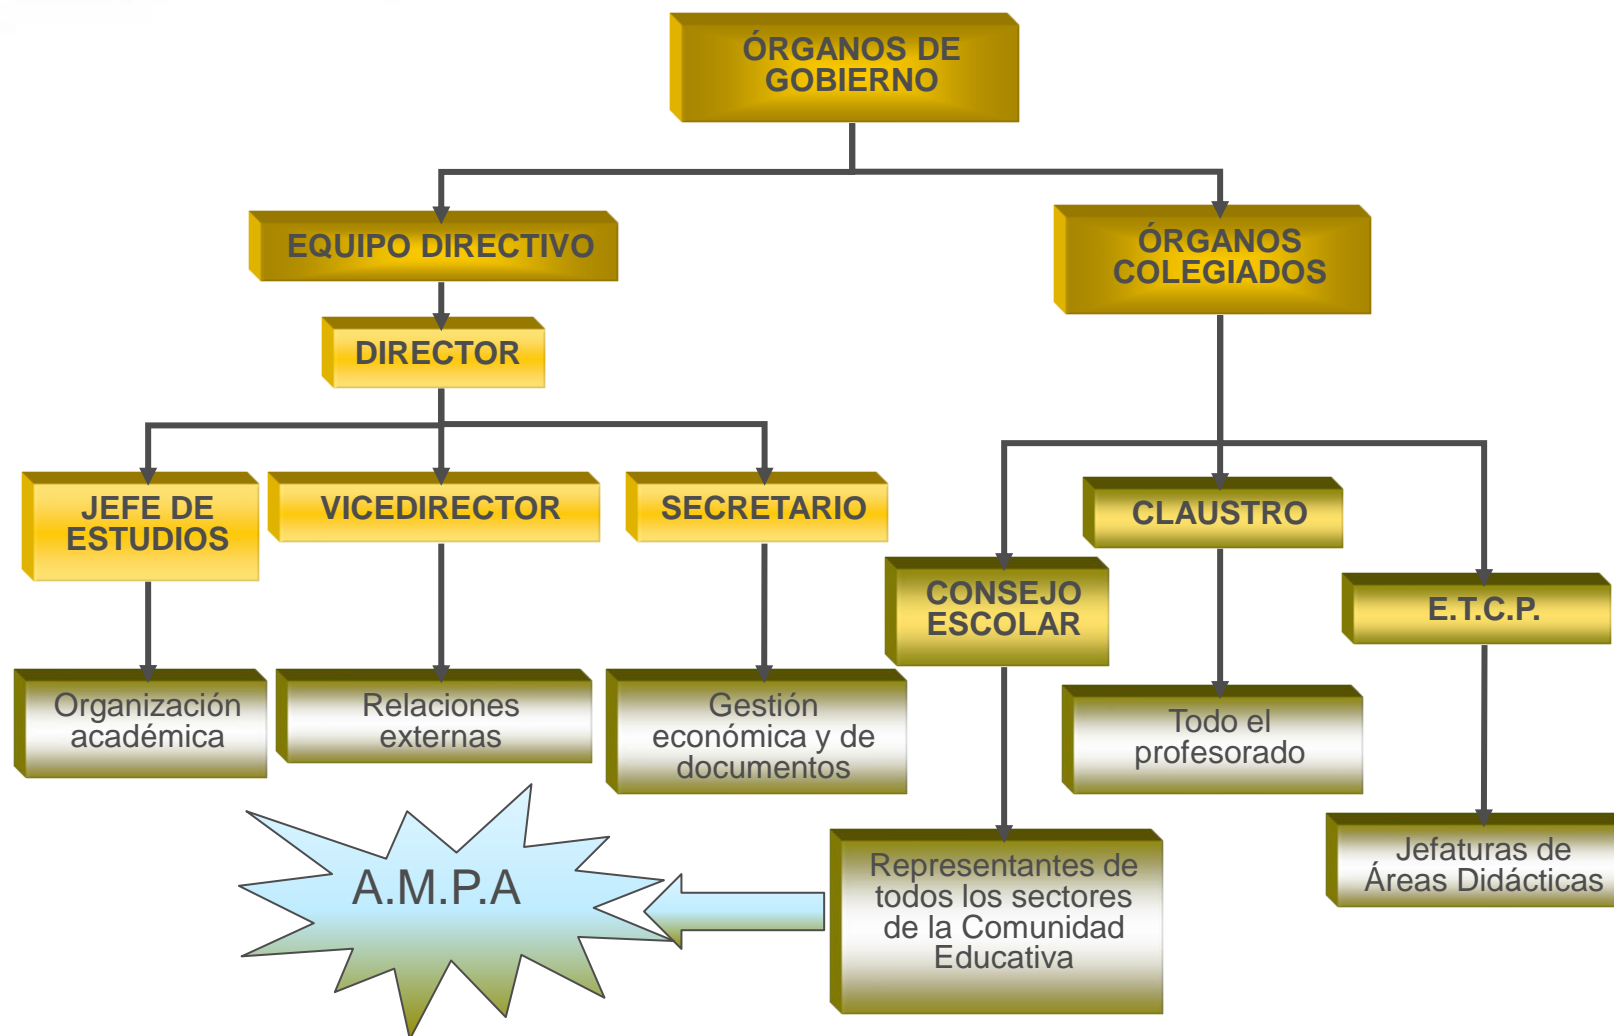 ÓRGANOS DE
GOBIERNO
EQUIPO DIRECTIVO
ÓRGANOS
COLEGIADOS
DIRECTOR
JEFE DE
ESTUDIOS
VICEDIRECTOR
SECRETARIO
CLAUSTRO
CONSEJO
ESCOLAR
E.T.C.P.
Organización
académica
Relaciones
externas
Gestión
económica y de
documentos
Todo el
profesorado
Jefaturas de
Áreas Didácticas
Representantes de
todos los sectores
de la Comunidad
Educativa
A.M.P.A